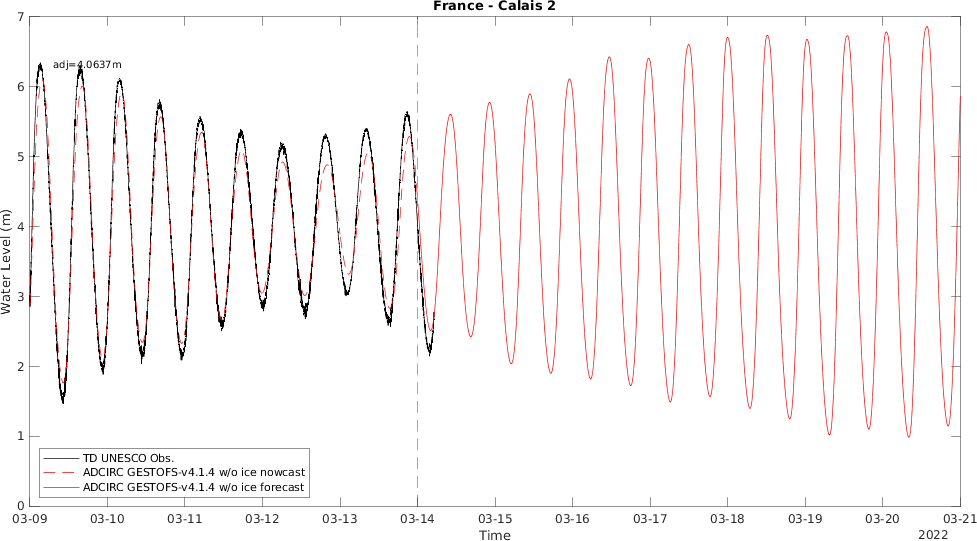 France - Calais 2
adj=4.0637m
7
6
5
4
3
2
1
0
Water Level (m)
TD UNESCO Obs.
ADCIRC GESTOFS-v4.1.4 w/o ice nowcast
ADCIRC GESTOFS-v4.1.4 w/o ice forecast
03-09 03-10 03-11 03-12 03-13 03-14 03-15 03-16 03-17 03-18 03-19 03-20 03-21
Time
2022